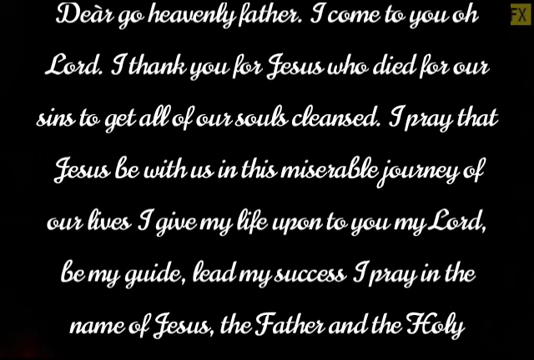 Deàr go heavenly father. I come to you oh
Lord. I thank you for Jesus who died for our
sins to get all of our souls cleansed. I pray that
Jesus be with us in this miserable journey of
our lives I give my life upon to you my Lord,
be my guide, lead my success I pray in the
name of Jesus, the Father and the Holy
FX